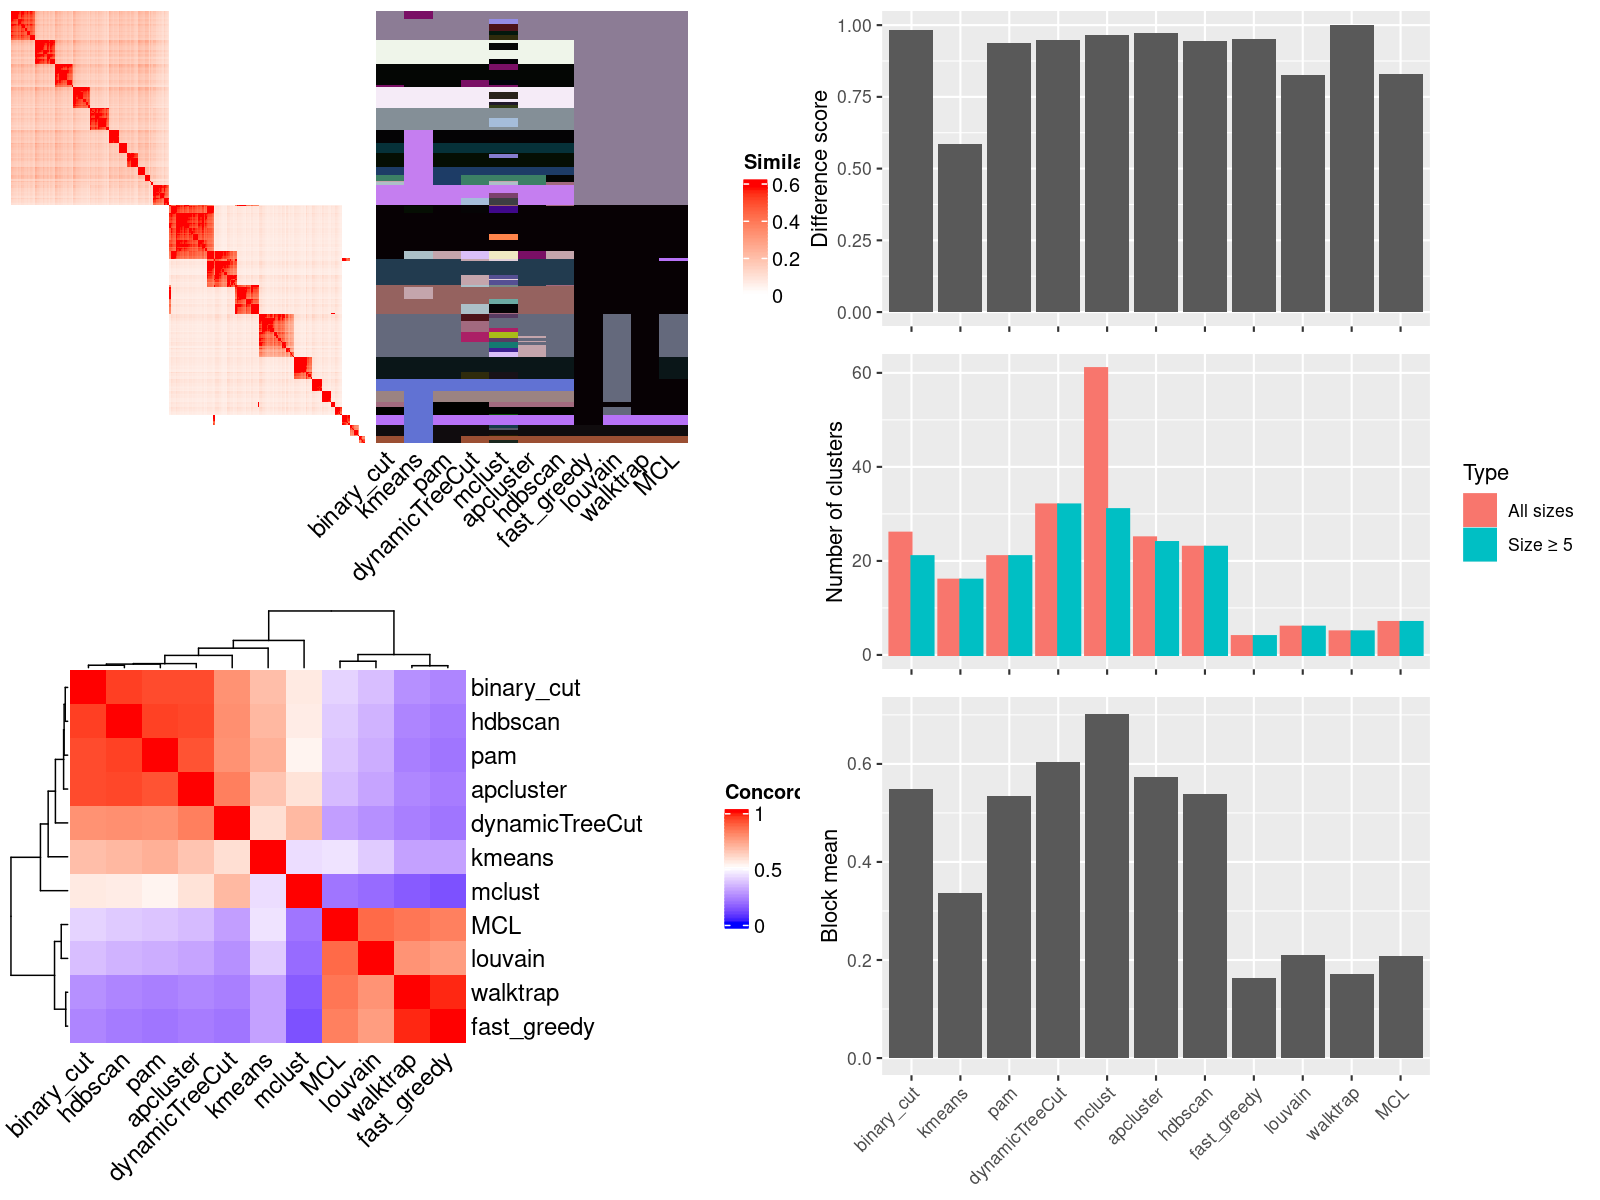 Simila
0.6
0.4
0.2
0
binary_cut
kmeans
pam
dynamicTreeCut
mclust
apcluster
hdbscan
fast_greedy
louvain
walktrap
MCL
binary_cut
hdbscan
pam
apcluster
dynamicTreeCut
kmeans
mclust
MCL
louvain
walktrap
fast_greedy
Concord
1
0.5
0
binary_cut
hdbscan
pam
apcluster
dynamicTreeCut
kmeans
mclust
MCL
louvain
walktrap
fast_greedy
Difference score
1.00
0.75
0.50
0.25
0.00
Number of clusters
60
40
20
0
Type
All sizes
Size ≥ 5
Block mean
0.6
0.4
0.2
0.0
binary_cut
kmeans
pam
dynamicTreeCut
mclust
apcluster
hdbscan
fast_greedy
louvain
walktrap
MCL